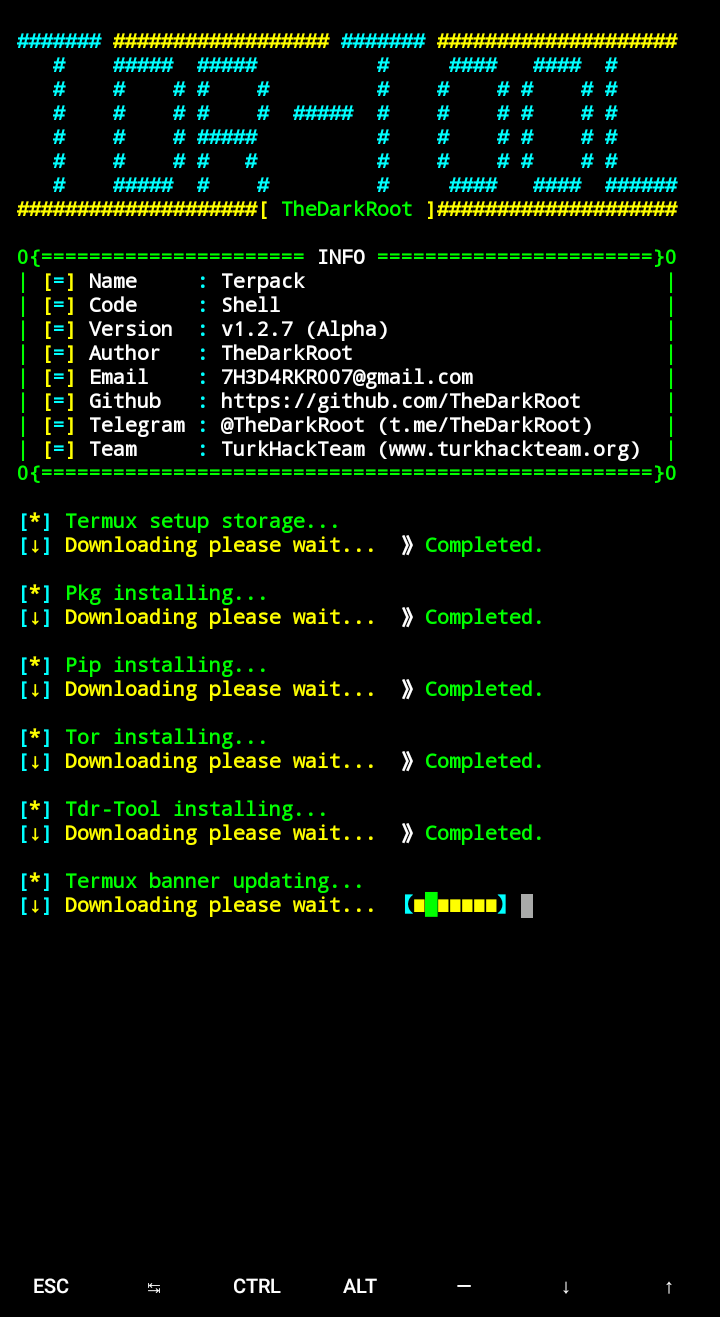 ####### ################## ####### ####################
#    #####  #####          #     ####   ####  #
#    #    # #    #         #    #    # #    # #
#    #    # #    #  #####  #    #    # #    # #
#    #    # #####          #    #    # #    # #
#    #    # #   #          #    #    # #    # #
#    #####  #    #         #     ####   ####  ######
####################[ TheDarkRoot ]####################
O{====================== INFO =======================}O
| [=] Name     : Terpack                              |
| [=] Code     : Shell                                |
| [=] Version  : v1.2.7 (Alpha)                       |
| [=] Author   : TheDarkRoot                          |
| [=] Email    : 7H3D4RKR007@gmail.com                |
| [=] Github   : https://github.com/TheDarkRoot       |
| [=] Telegram : @TheDarkRoot (t.me/TheDarkRoot)      |
| [=] Team     : TurkHackTeam (www.turkhackteam.org)  |
O{===================================================}O
[*] Termux setup storage...
[↓] Downloading please wait... ⟫ Completed.
[*] Pkg installing...
[↓] Downloading please wait... ⟫ Completed.
[*] Pip installing...
[↓] Downloading please wait... ⟫ Completed.
[*] Tor installing...
[↓] Downloading please wait... ⟫ Completed.
[*] Tdr-Tool installing...
[↓] Downloading please wait... ⟫ Completed.
[*] Termux banner updating...
[↓] Downloading please wait... 【■■■■■■■】
ESC ↹ CTRL ALT — ↓ ↑